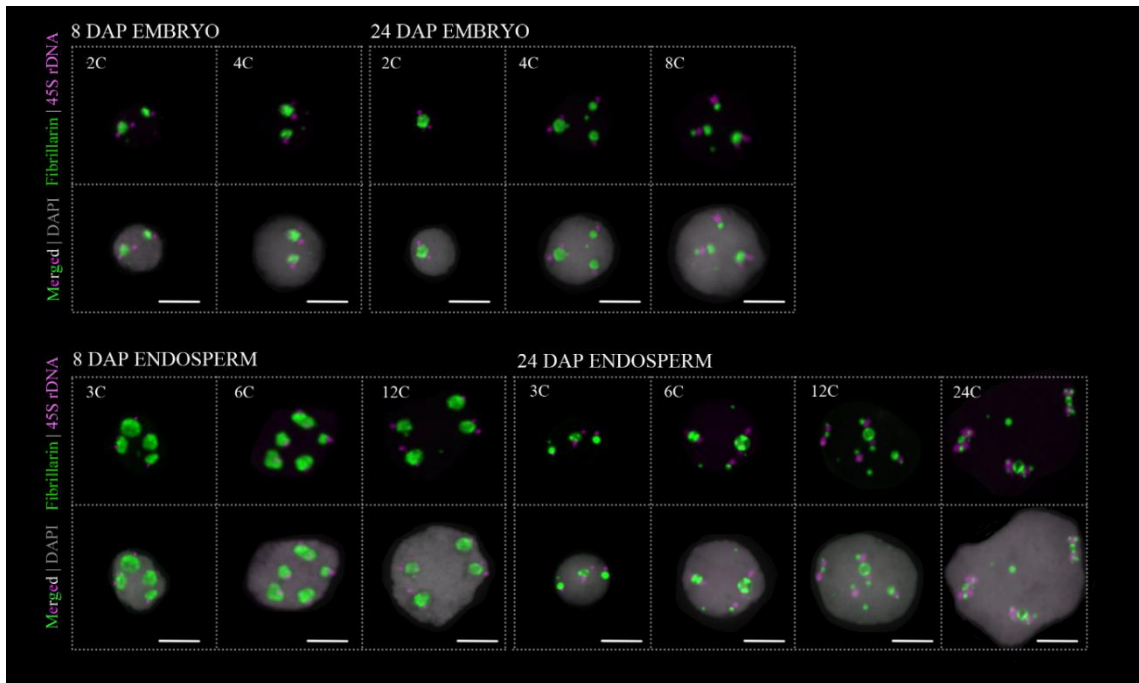 8 DAP EMBRYO
24 DAP EMBRYO
Fibrillarin | 45S rDNA
2C
4C
2C
4C
8C
Merged | DAPI
8 DAP ENDOSPERM
24 DAP ENDOSPERM
Fibrillarin | 45S rDNA
3C
6C
12C
3C
6C
12C
24C
Merged | DAPI